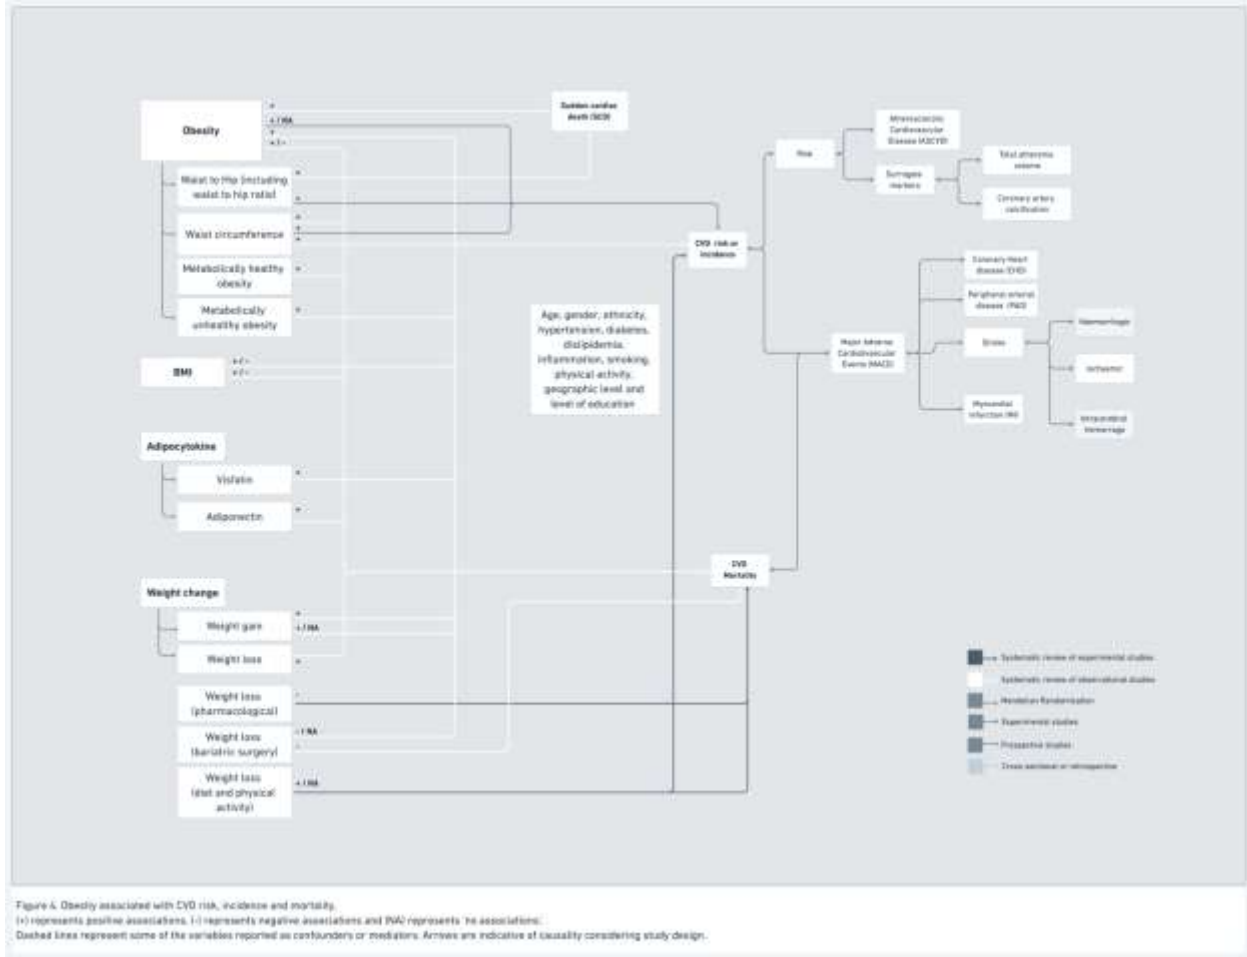 Obesity
+
+ / NA
+
+ / -
Sudden cardiac
death (SCD)
Waist to Hip (including
waist to hip ratio)
+
+
Waist circumference
+
+
+
Metabolically healthy
obesity
+
Metabolically
unhealthy obesity
+
BMI
+ / -
+ / -
Adipocytokine
Visfatin
+
Adiponectin
+
Weight change
Weight gain
+
+ / NA
Weight loss
+
Weight loss
(pharmacological)
-
Weight loss
(bariatric surgery)
- / NA
-
Weight loss
(diet and physical
activity)
+ / NA
Age, gender, ethnicity,
hypertension, diabetes,
dislipidemia,
inflammation, smoking,
physical activity,
geographic level and
level of education
CVD risk or
incidence
CVD
Mortality
Risk
Atherosclerotic
Cardiovascular
Disease (ASCVD)
Surrogate
markers
Total atheroma
volume
Coronary artery
calcification
Major Adverse
Cardiovascular
Events (MACE)
Coronary Heart
disease (CHD)
Peripheral arterial
disease (PAD)
Stroke
Myocardial
infarction (MI)
Haemorrhagic
Ischaemic
Intracerebral
hemorrhage
Systematic review of experimental studies
Systematic review of observational studies
Mendelian Randomisation
Experimental studies
Prospective studies
Cross sectional or retrospective
Figure 4. Obesity associated with CVD risk, incidence and mortality.
(+) represents positive associations, (-) represents negative associations and (NA) represents 'no associations'.
Dashed lines represent some of the variables reported as confounders or mediators. Arrows are indicative of causality considering study design.